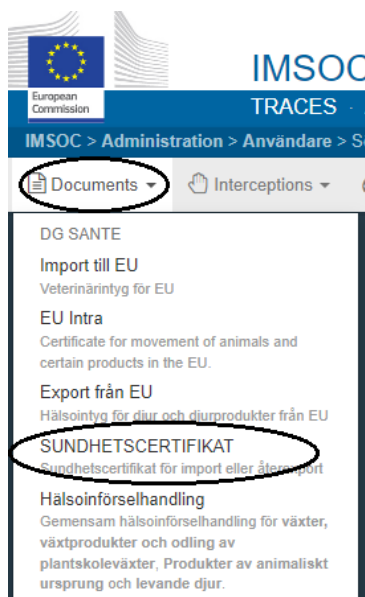 European
Commission
IMSOC
TRACES ·
IMSOC > Administration > Användare >
Documents
Interceptions
DG SANTE
Import till EU
Veterinärintyg för EU
EU Intra
Certificate for movement of animals and
certain products in the EU.
Export från EU
Hälsointyg för djur och djurprodukter från EU
SUNDHETSCERTIFIKAT
Sundhetscertifikat för import eller återexport
Hälsoinförselhandling
Gemensam hälsoinförselhandling för växter,
växtprodukter och odling av
plantskoleväxter, Produkter av animaliskt
ursprung och levande djur.